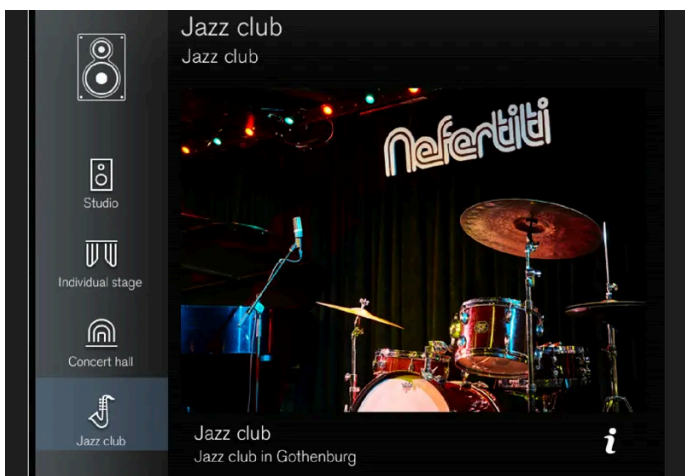 Jazz club
Jazz club
Nefertiti
Studio
Individual stage
Concert hall
Jazz club
Jazz club
Jazz club in Gothenburg
i